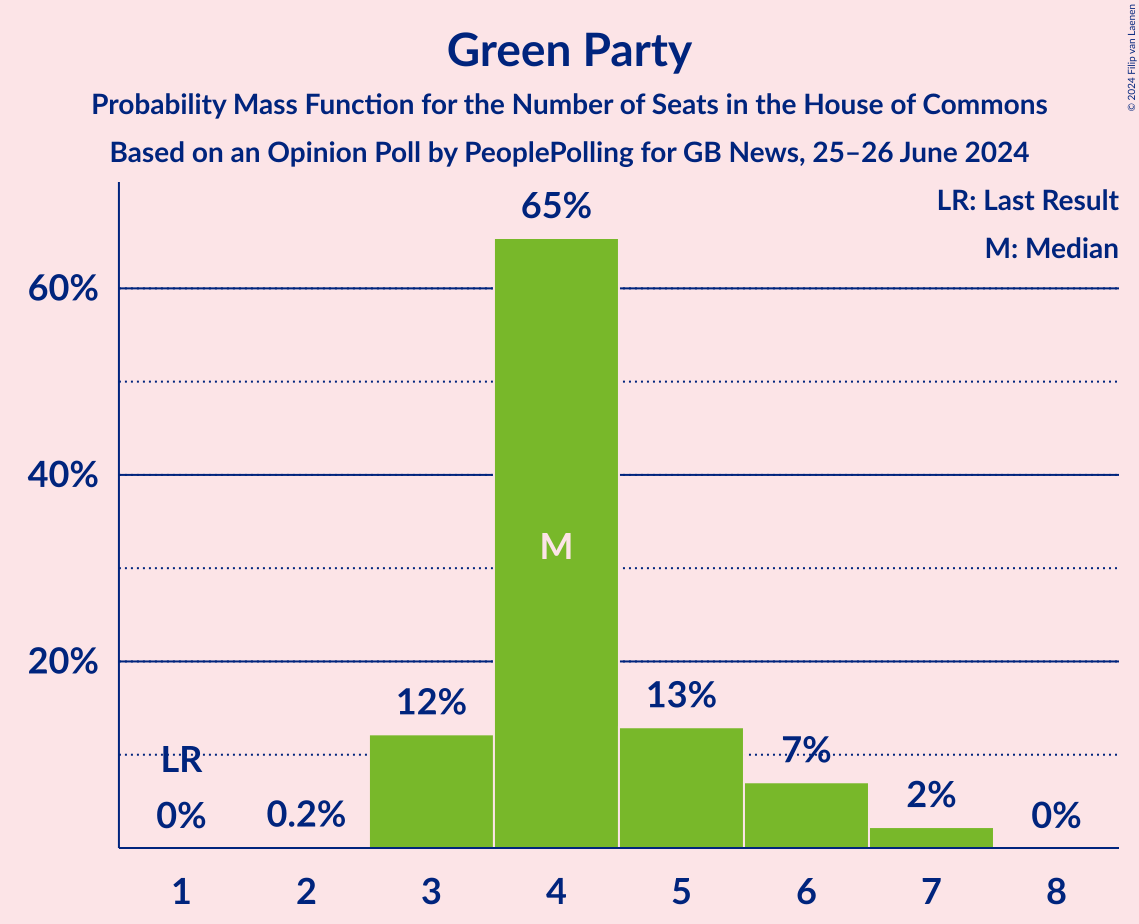 Green Party
Probability Mass Function for the Number of Seats in the House of Commons
Based on an Opinion Poll by PeoplePolling for GB News, 25–26 June 2024
© 2024 Filip van Laenen
LR: Last Result
M: Median
60%
40%
20%
LR
0%
0.2%
12%
65%
M
13%
7%
2%
0%
1 2 3 4 5 6 7 8